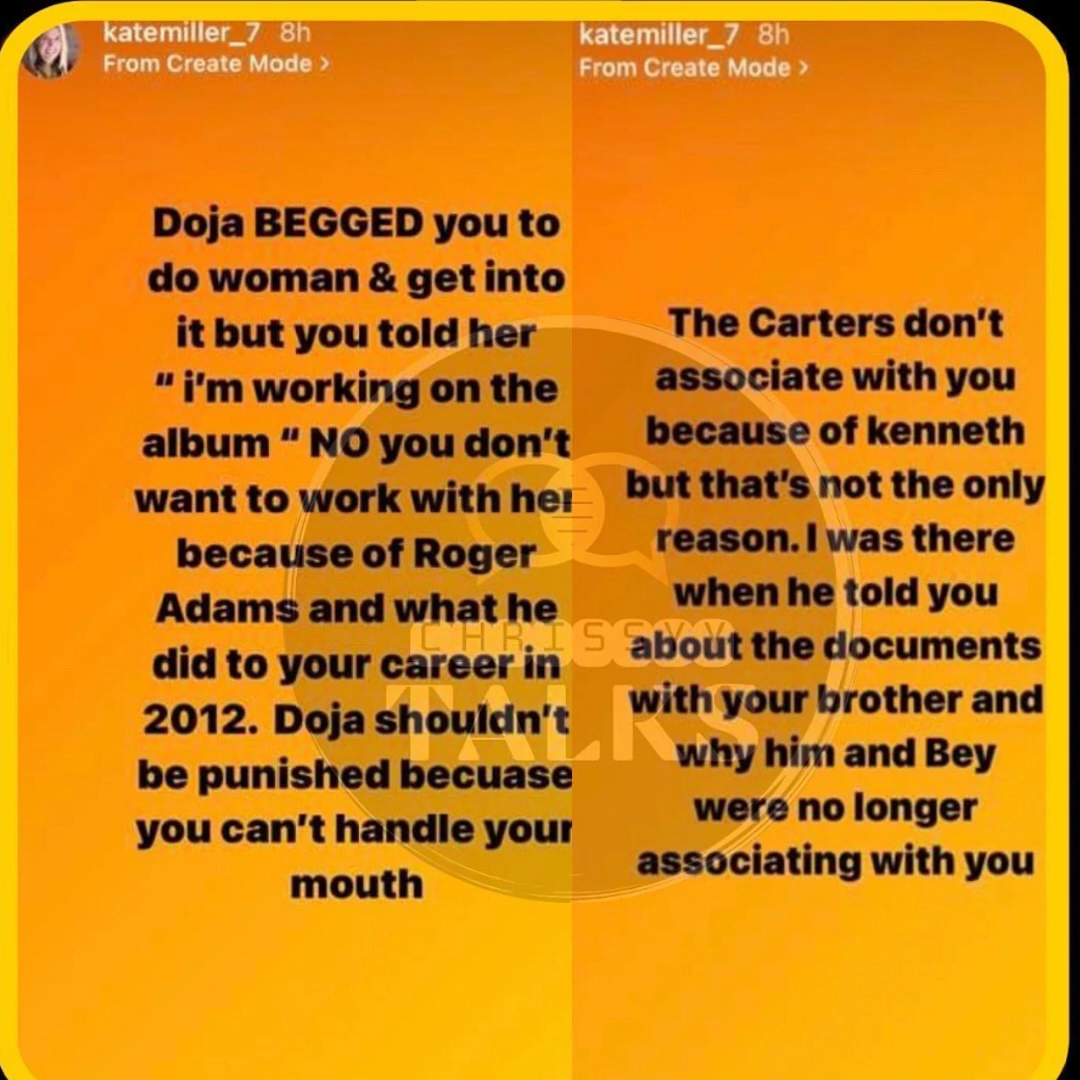 katemiller_7 8h
From Create Mode >
Doja BEGGED you to
do woman & get into
it but you told her
“ i’m working on the
album “ NO you don’t
want to work with her
because of Roger
Adams and what he
did to your career in
2012. Doja shouldn’t
be punished becuase
you can’t handle your
mouth
katemiller_7 8h
From Create Mode >
The Carters don’t
associate with you
because of kenneth
but that’s not the only
reason. I was there
when he told you
about the documents
with your brother and
why him and Bey
were no longer
associating with you
CHRISSYY
TALKS